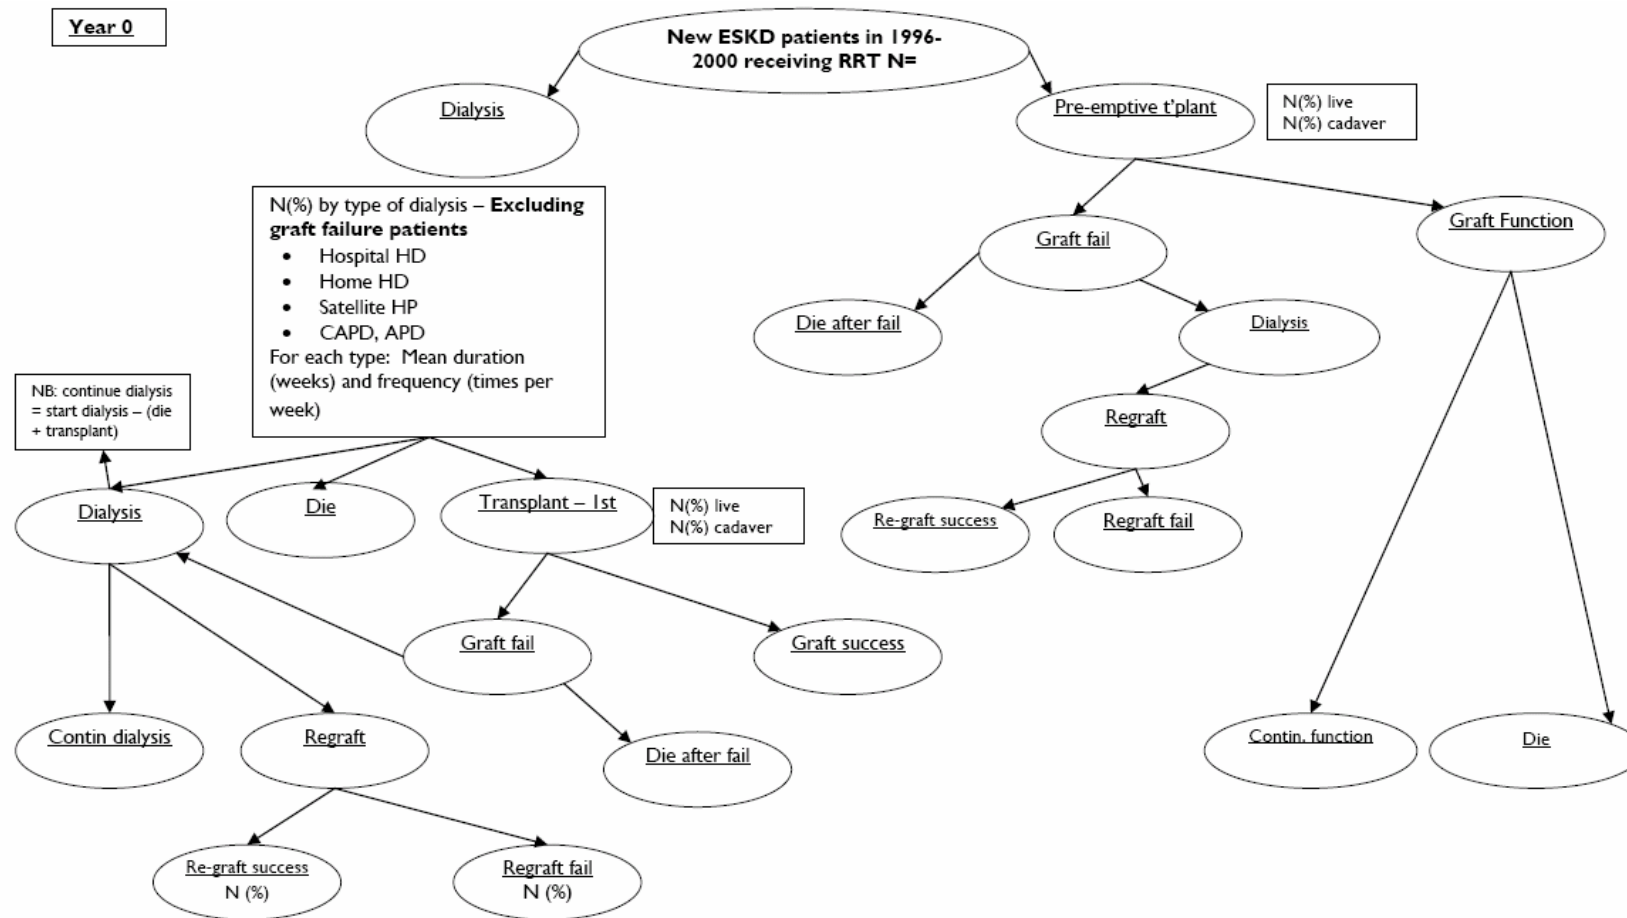 Year 0
New ESKD patients in 1996-
2000 receiving RRT N=
Dialysis
Pre-emptive t'plant
N(%) live
N(%) cadaver
N(%) by type of dialysis – Excluding
graft failure patients
• Hospital HD
• Home HD
• Satellite HP
• CAPD, APD
For each type: Mean duration
(weeks) and frequency (times per
week)
Graft fail
Graft Function
Die after fail
Dialysis
Regraft
Re-graft success
Regraft fail
NB: continue dialysis
= start dialysis – (die
+ transplant)
Dialysis
Die
Transplant – 1st
N(%) live
N(%) cadaver
Graft fail
Graft success
Contin dialysis
Regraft
Die after fail
Contin. function
Die
Re-graft success
N (%)
Regraft fail
N (%)